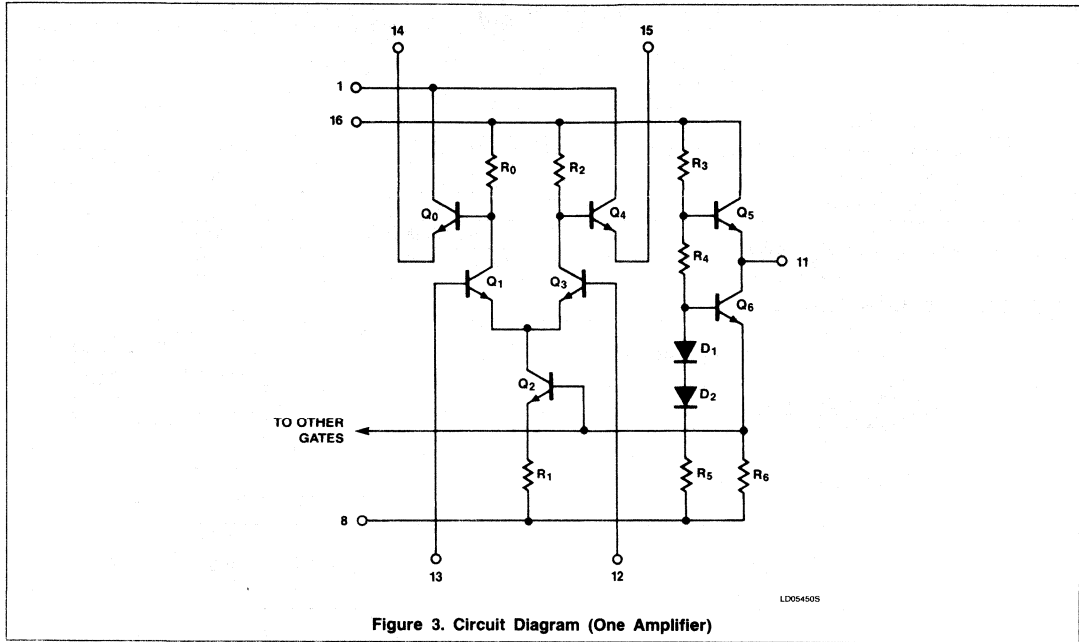 14
15
1
16
R0
R2
R3
Q0
Q4
Q5
R4
11
Q1
Q3
Q6
D1
Q2
D2
TO OTHER
GATES
R1
R5
R6
8
13
12
LD05450S
Figure 3. Circuit Diagram (One Amplifier)